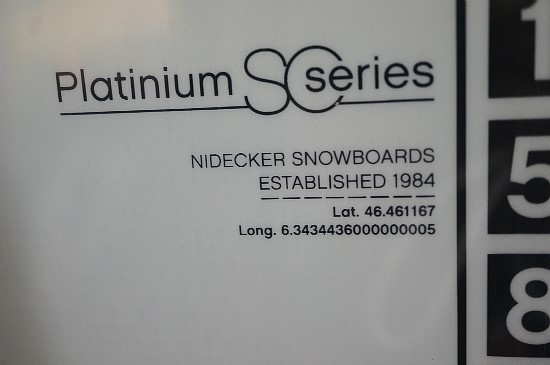 Platinium SC series
NIDECKER SNOWBOARDS
ESTABLISHED 1984
Lat. 46.461167
Long. 6.3434436000000005
1
5
8